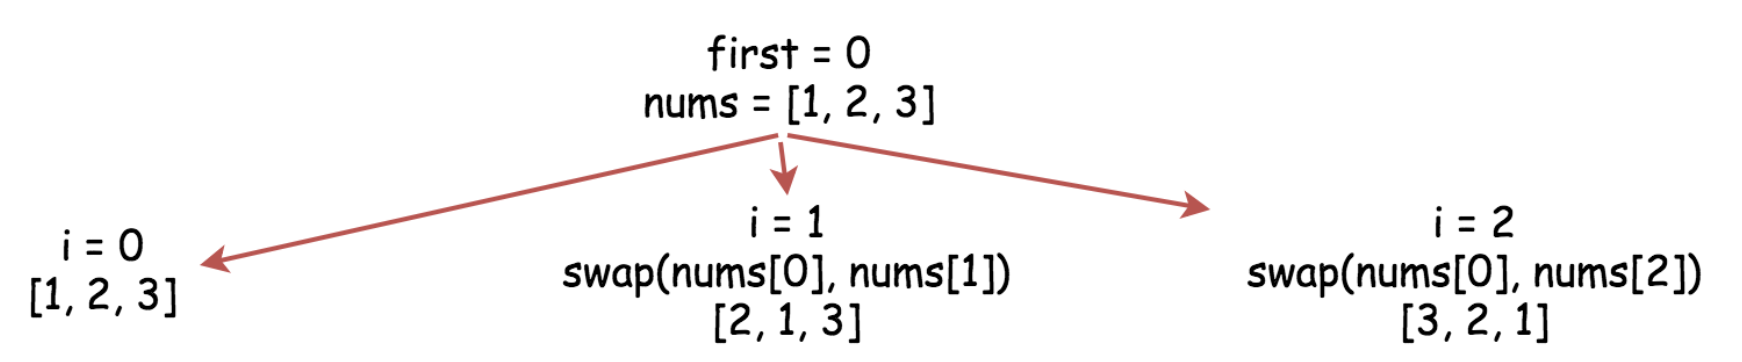 first = 0
nums = [1, 2, 3]
i = 0
[1, 2, 3]
i = 1
swap(nums[0], nums[1])
[2, 1, 3]
i = 2
swap(nums[0], nums[2])
[3, 2, 1]